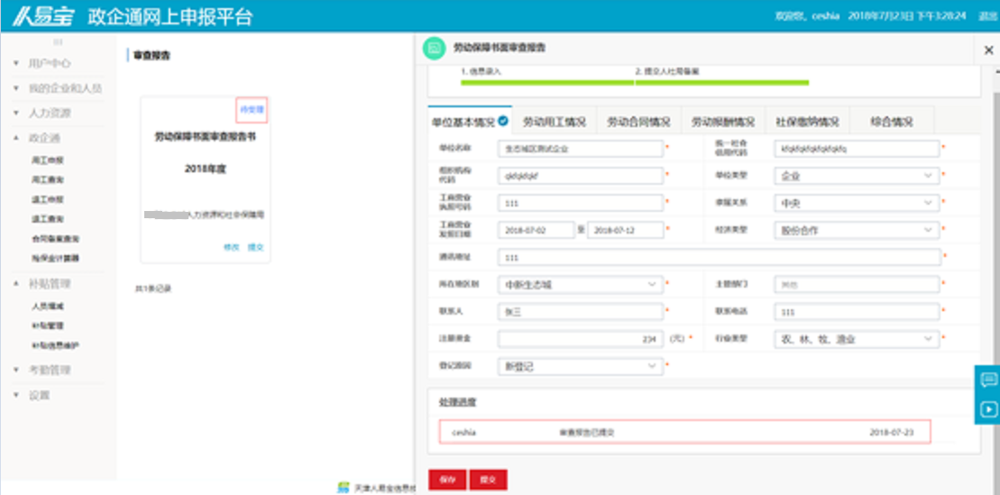 人易宝 政企通网上申报平台
欢迎您，ceshia 2018年7月23日 下午3:28:24 退出
用户中心
我的企业和人员
人力资源
政企通
用工申报
用工查询
退工申报
退工查询
合同备案查询
社保金计算器
补贴管理
人员增减
补贴管理
补贴信息维护
考勤管理
设置
审查报告
待受理
劳动保障书面审查报告书
2018年度
人力资源和社会保障局
修改 提交
共1条记录
天津人易宝信息技
劳动保障书面审查报告
1. 信息录入 2. 提交人社局备案
单位基本情况 劳动用工情况 劳动合同情况 劳动报酬情况 社保缴纳情况 综合情况
单位名称 生态城区测试企业 * 统一社会信用代码 kfqkfqkfqkfqkfqkfq *
组织机构代码 qkfqkfqkf * 单位类型 企业 *
工商营业执照号码 111 * 隶属关系 中央 *
工商营业发照日期 2018-07-02 至 2018-07-12 * 经济类型 股份合作 *
通讯地址 111 *
所在地区别 中新生态城 * 主管部门 其他 *
联系人 张三 * 联系电话 111 *
注册资金 234 (元) * 行业类型 农、林、牧、渔业 *
登记原因 新登记 *
处理进度
ceshia 审查报告已提交 2018-07-23
保存 提交